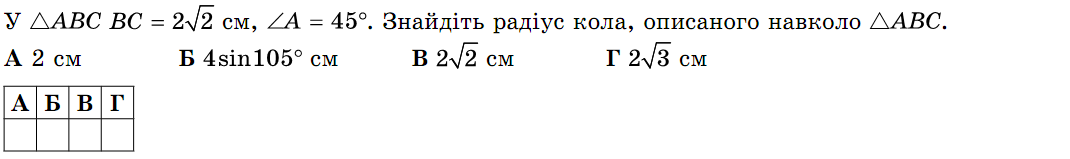 У △ABC BC = 2√2 см, ∠A = 45°. Знайдіть радіус кола, описаного навколо △ABC.
А 2 см Б 4sin105° см В 2√2 см Г 2√3 см
А Б В Г